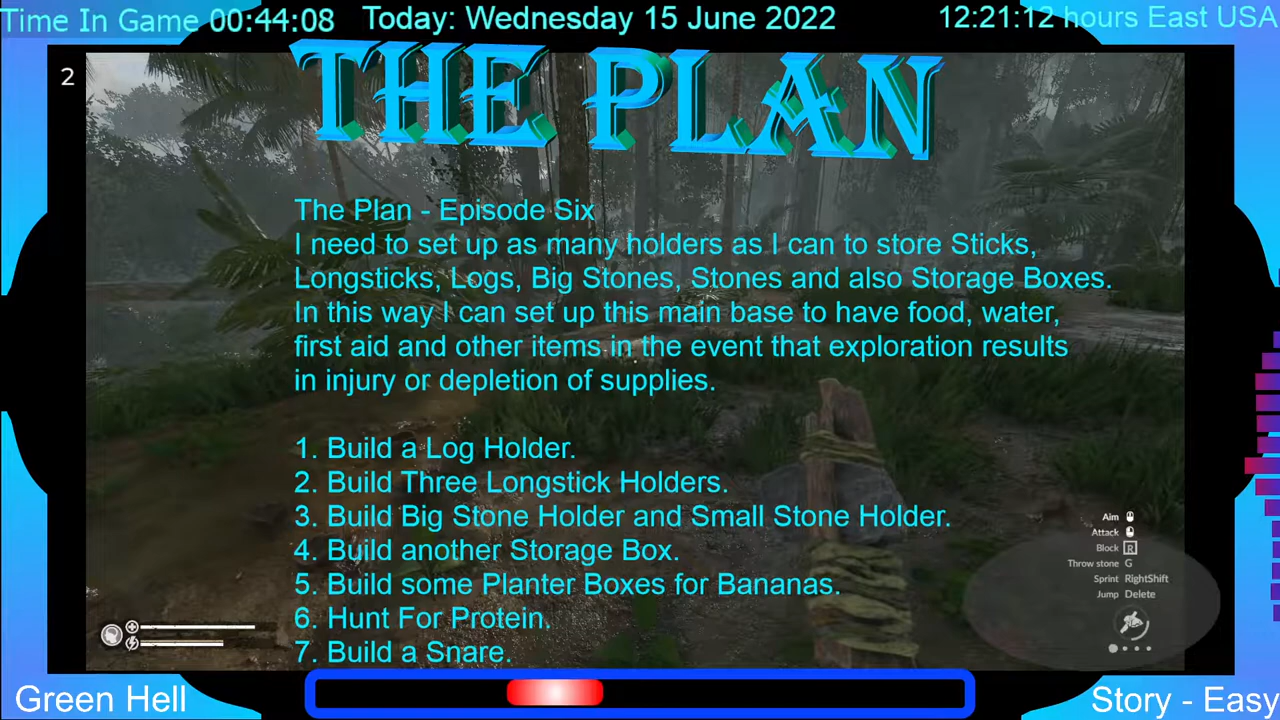 Time In Game 00:44:08 Today: Wednesday 15 June 2022 12:21:12 hours East USA
2
THE PLAN
The Plan - Episode Six
I need to set up as many holders as I can to store Sticks,
Longsticks, Logs, Big Stones, Stones and also Storage Boxes.
In this way I can set up this main base to have food, water,
first aid and other items in the event that exploration results
in injury or depletion of supplies.
1. Build a Log Holder.
2. Build Three Longstick Holders.
3. Build Big Stone Holder and Small Stone Holder.
4. Build another Storage Box.
5. Build some Planter Boxes for Bananas.
6. Hunt For Protein.
7. Build a Snare.
Aim
Attack
Block R
Throw stone G
Sprint RightShift
Jump Delete
Green Hell
Story - Easy